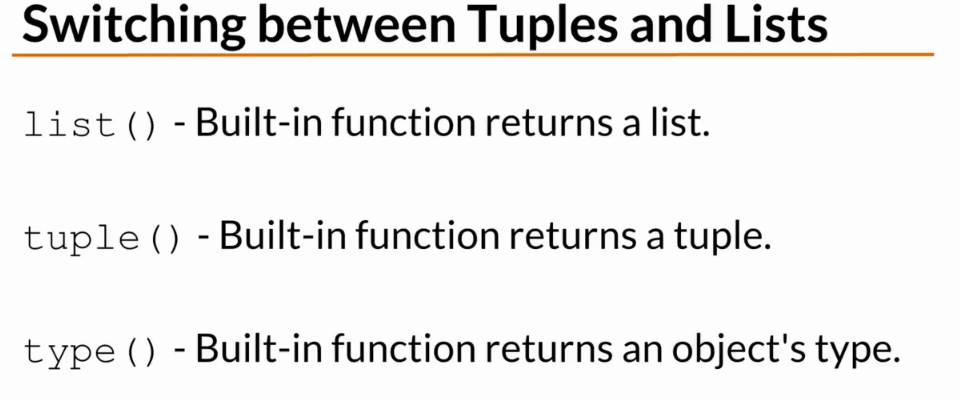 Switching between Tuples and Lists
list() - Built-in function returns a list.
tuple() - Built-in function returns a tuple.
type() - Built-in function returns an object's type.